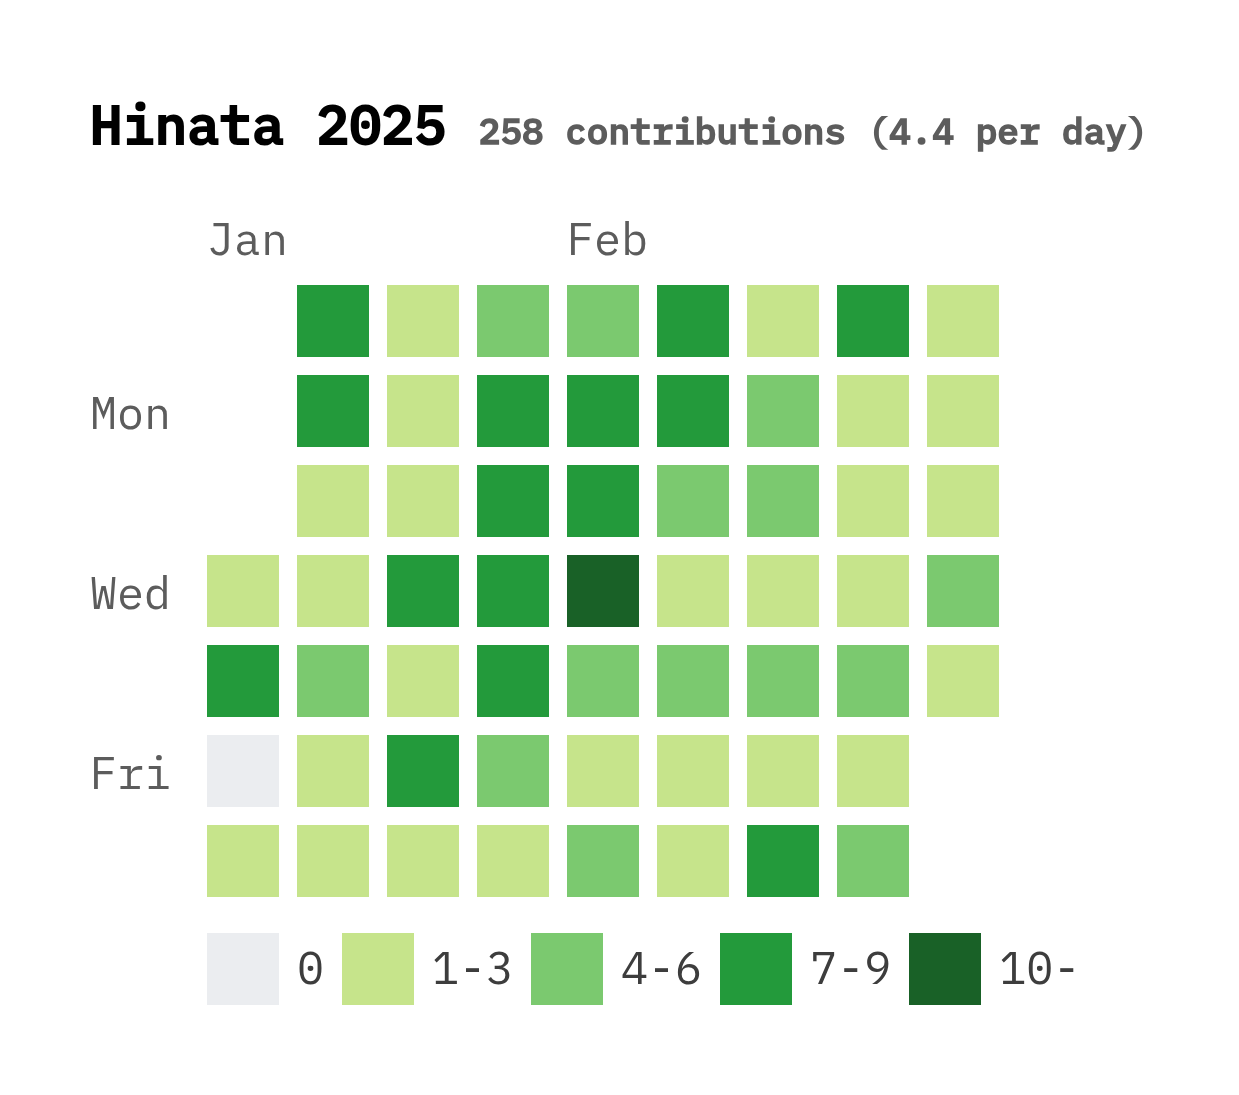 Hinata 2025 258 contributions (4.4 per day)
Jan Feb
Mon
Wed
Fri
0 1-3 4-6 7-9 10-